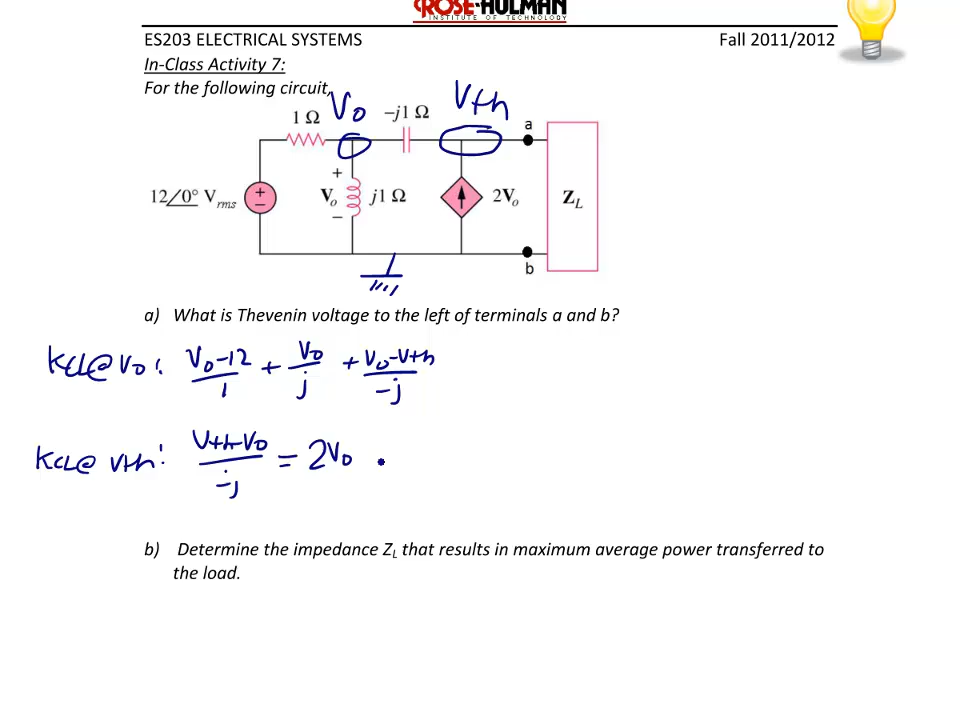 ROSE-HULMAN
INSTITUTE OF TECHNOLOGY
ES203 ELECTRICAL SYSTEMS Fall 2011/2012
In-Class Activity 7:
For the following circuit,
Vo Vth
1 Ω −j1 Ω a
+
12∠0° Vrms + − Vo j1 Ω 2Vo ZL
−
b
a) What is Thevenin voltage to the left of terminals a and b?
KCL@ Vo: (Vo-12)/1 + Vo/j + (Vo-Vth)/-j
KCL@ Vth: (Vth-Vo)/-j = 2Vo
b) Determine the impedance ZL that results in maximum average power transferred to
the load.